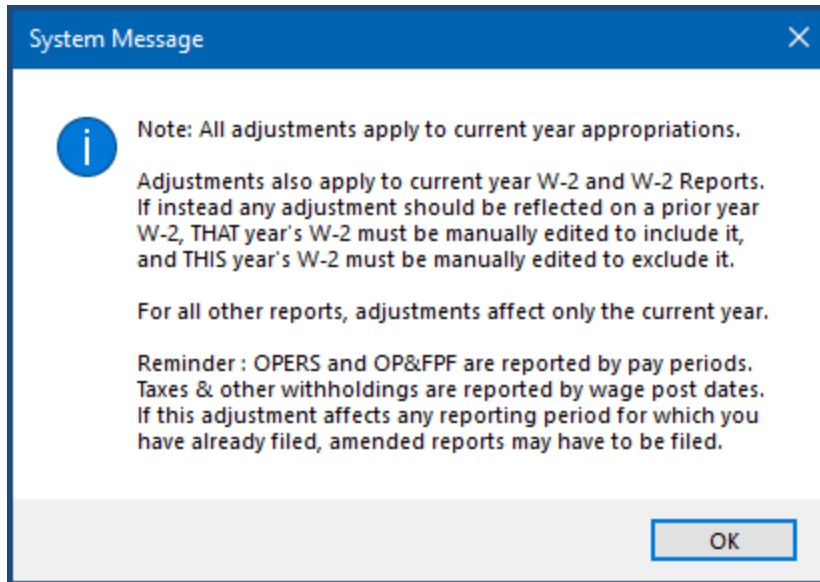 System Message
Note: All adjustments apply to current year appropriations.
Adjustments also apply to current year W-2 and W-2 Reports.
If instead any adjustment should be reflected on a prior year
W-2, THAT year's W-2 must be manually edited to include it,
and THIS year's W-2 must be manually edited to exclude it.
For all other reports, adjustments affect only the current year.
Reminder : OPERS and OP&FPF are reported by pay periods.
Taxes & other withholdings are reported by wage post dates.
If this adjustment affects any reporting period for which you
have already filed, amended reports may have to be filed.
OK